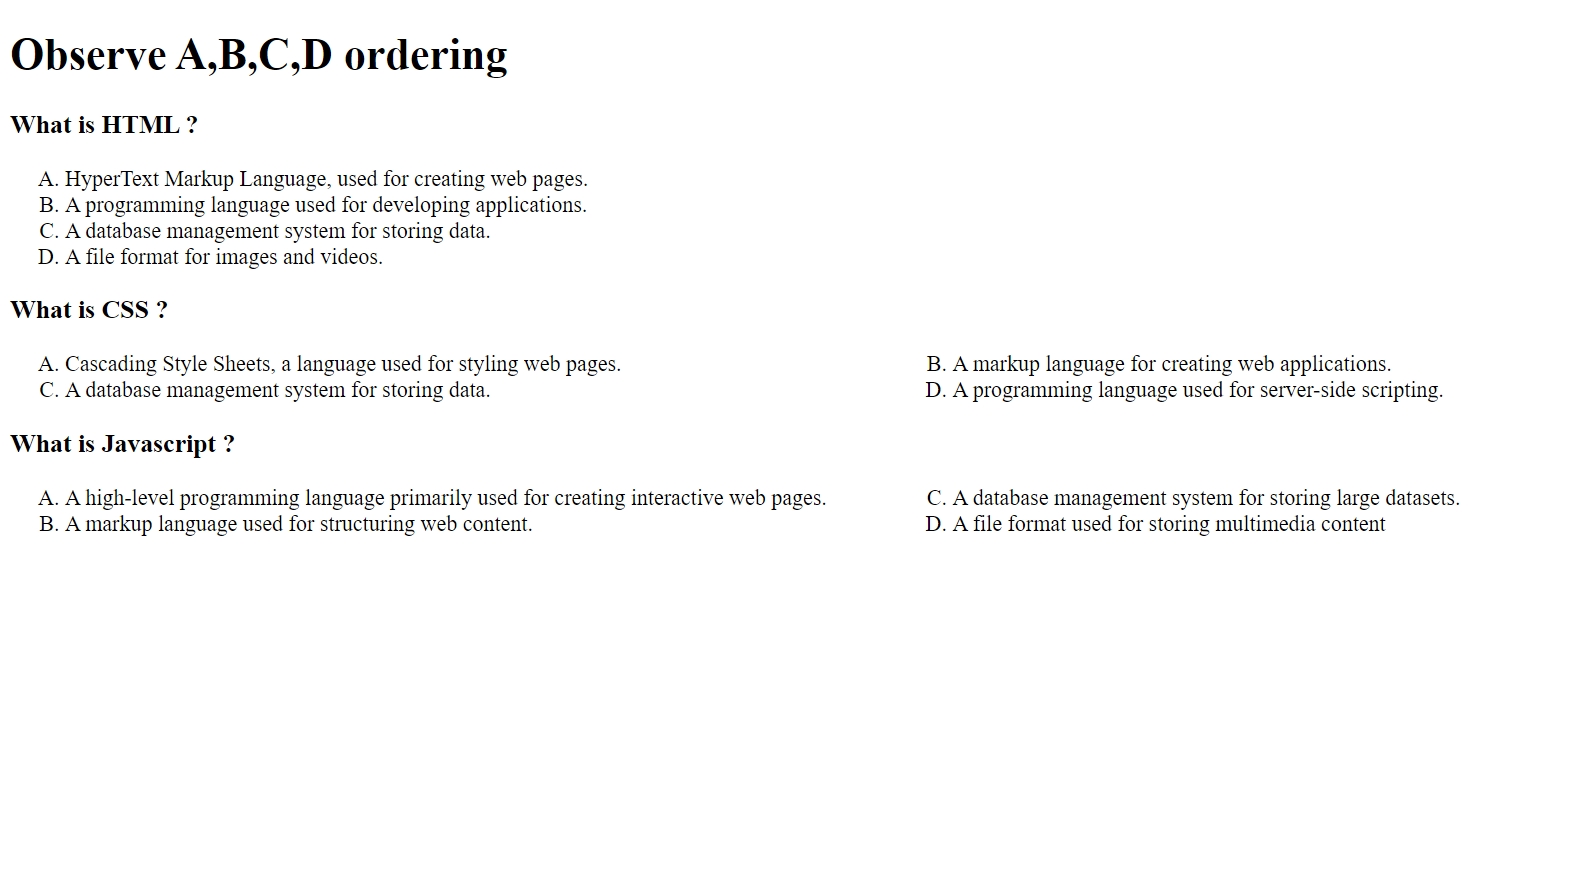 Observe A,B,C,D ordering
What is HTML ?
A. HyperText Markup Language, used for creating web pages.
B. A programming language used for developing applications.
C. A database management system for storing data.
D. A file format for images and videos.
What is CSS ?
A. Cascading Style Sheets, a language used for styling web pages.
B. A markup language for creating web applications.
C. A database management system for storing data.
D. A programming language used for server-side scripting.
What is Javascript ?
A. A high-level programming language primarily used for creating interactive web pages.
B. A markup language used for structuring web content.
C. A database management system for storing large datasets.
D. A file format used for storing multimedia content